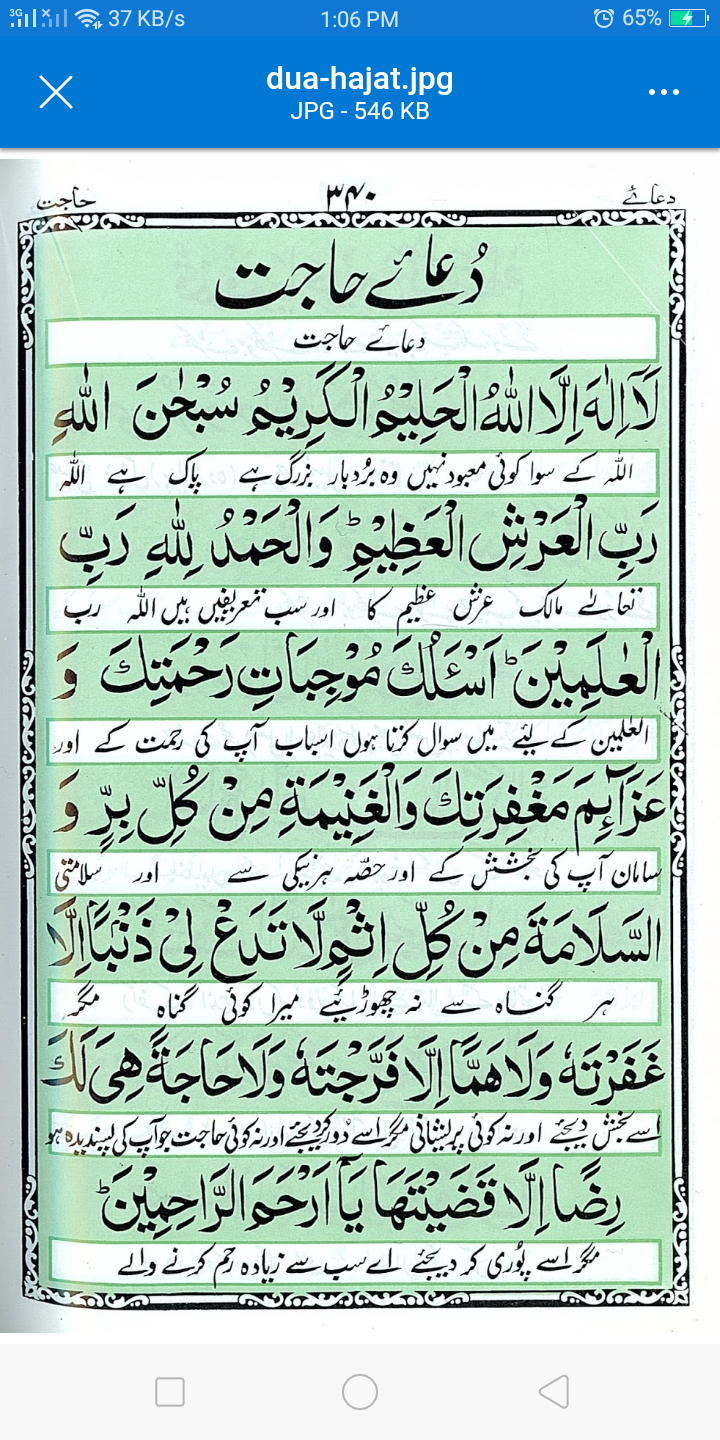 3G 37 KB/s 1:06 PM 65%
dua-hajat.jpg
JPG - 546 KB
دعائے ۳۴۰ حاجت
دُعائے حاجت
دعائے حاجت
لَآ اِلٰهَ اِلَّا اللّٰهُ الْحَلِيْمُ الْكَرِيْمُ سُبْحٰنَ اللّٰهِ
اللہ کے سوا کوئی معبود نہیں وہ بُردبار بزرگ ہے پاک ہے اللہ
رَبِّ الْعَرْشِ الْعَظِيْمِ ؕ وَالْحَمْدُ لِلّٰهِ رَبِّ
تعالےٰ مالک عرش عظیم کا اور سب تعریفیں ہیں اللہ رب
الْعٰلَمِيْنَ ؕ اَسْئَلُكَ مُوْجِبَاتِ رَحْمَتِكَ وَ
العٰلمین کے لیئے میں سوال کرتا ہوں اسباب آپ کی رحمت کے اور
عَزَآئِمَ مَغْفِرَتِكَ وَالْغَنِيْمَةَ مِنْ كُلِّ بِرٍّ وَ
سامان آپ کی بخشش کے اور حصّہ ہر نیکی سے اور سلامتی
السَّلَامَةَ مِنْ كُلِّ اِثْمٍ لَّا تَدَعْ لِيْ ذَنْبًا اِلَّا
ہر گناہ سے نہ چھوڑیئے میرا کوئی گناہ مگر
غَفَرْتَهٗ وَلَا هَمًّا اِلَّا فَرَّجْتَهٗ وَلَا حَاجَةً هِيَ لَكَ
اسے بخش دیجئے اور نہ کوئی پریشانی مگر اسے دُور کردیجئے اور نہ کوئی حاجت جو آپ کی پسندیدہ ہو
رِضًا اِلَّا قَضَيْتَهَا يَآ اَرْحَمَ الرَّاحِمِيْنَ ؕ
مگر اسے پُوری کر دیجئے اے سب سے زیادہ رحم کرنے والے